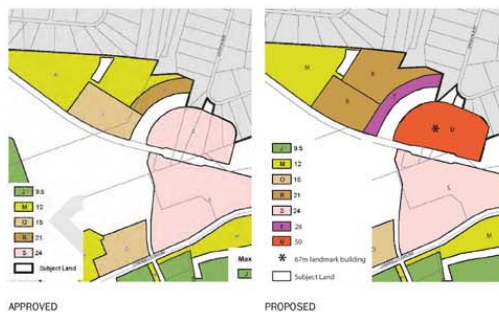 J 9.5
M 12
O 15
R 21
S 24
Subject Land
Max
J
APPROVED
M
R
R
T
U
S
M
J 9.5
M 12
O 15
R 21
S 24
T 28
U 50
* 67m landmark building
Subject Land
PROPOSED